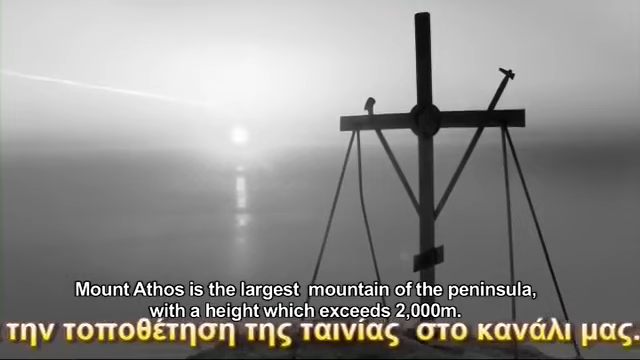 Mount Athos is the largest mountain of the peninsula,
with a height which exceeds 2,000m.
την τοποθέτηση της ταινίας στο κανάλι μας.